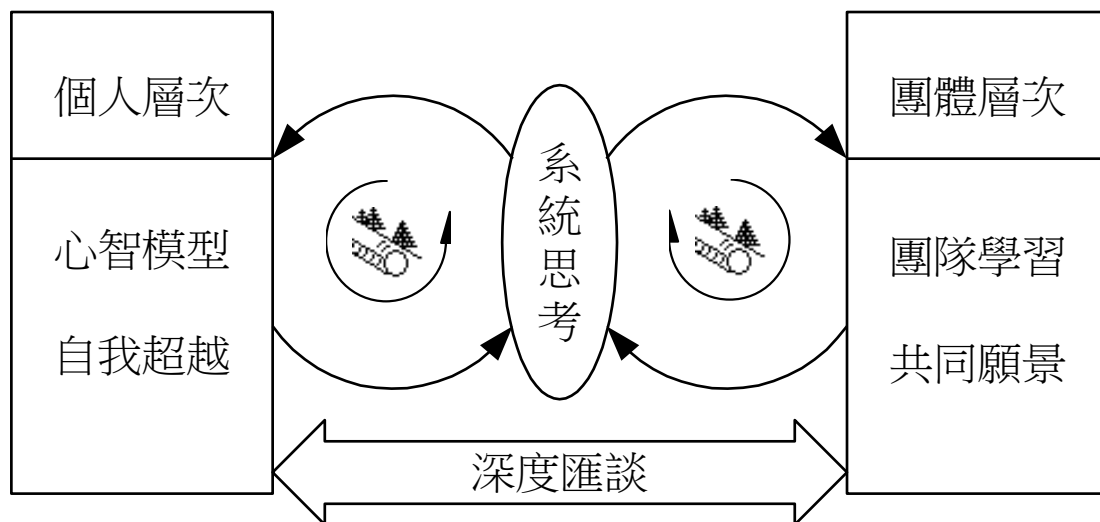 個人層次
心智模型
自我超越
系統思考
團體層次
團隊學習
共同願景
深度匯談